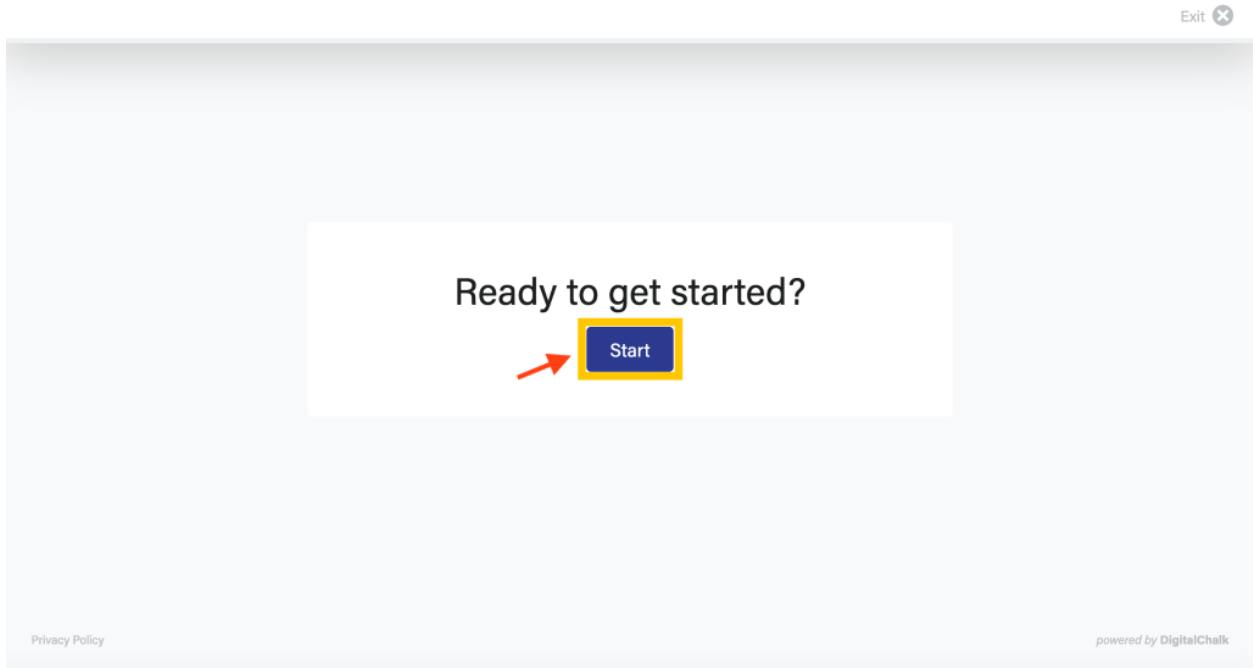 Exit
Ready to get started?
Start
Privacy Policy
powered by DigitalChalk